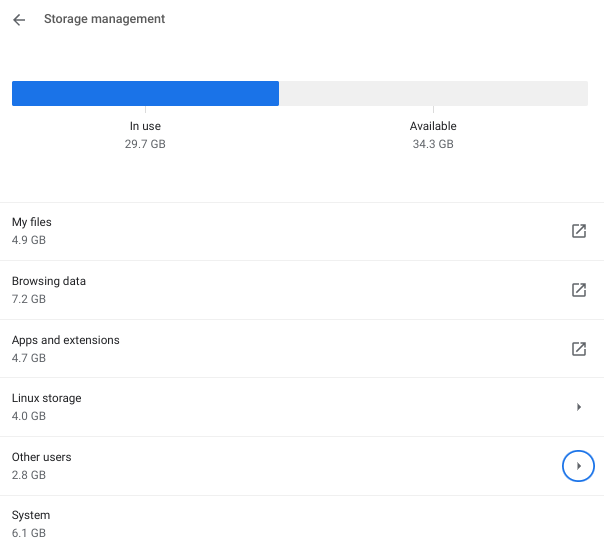 Storage management
In use
29.7 GB
Available
34.3 GB
My files
4.9 GB
Browsing data
7.2 GB
Apps and extensions
4.7 GB
Linux storage
4.0 GB
Other users
2.8 GB
System
6.1 GB